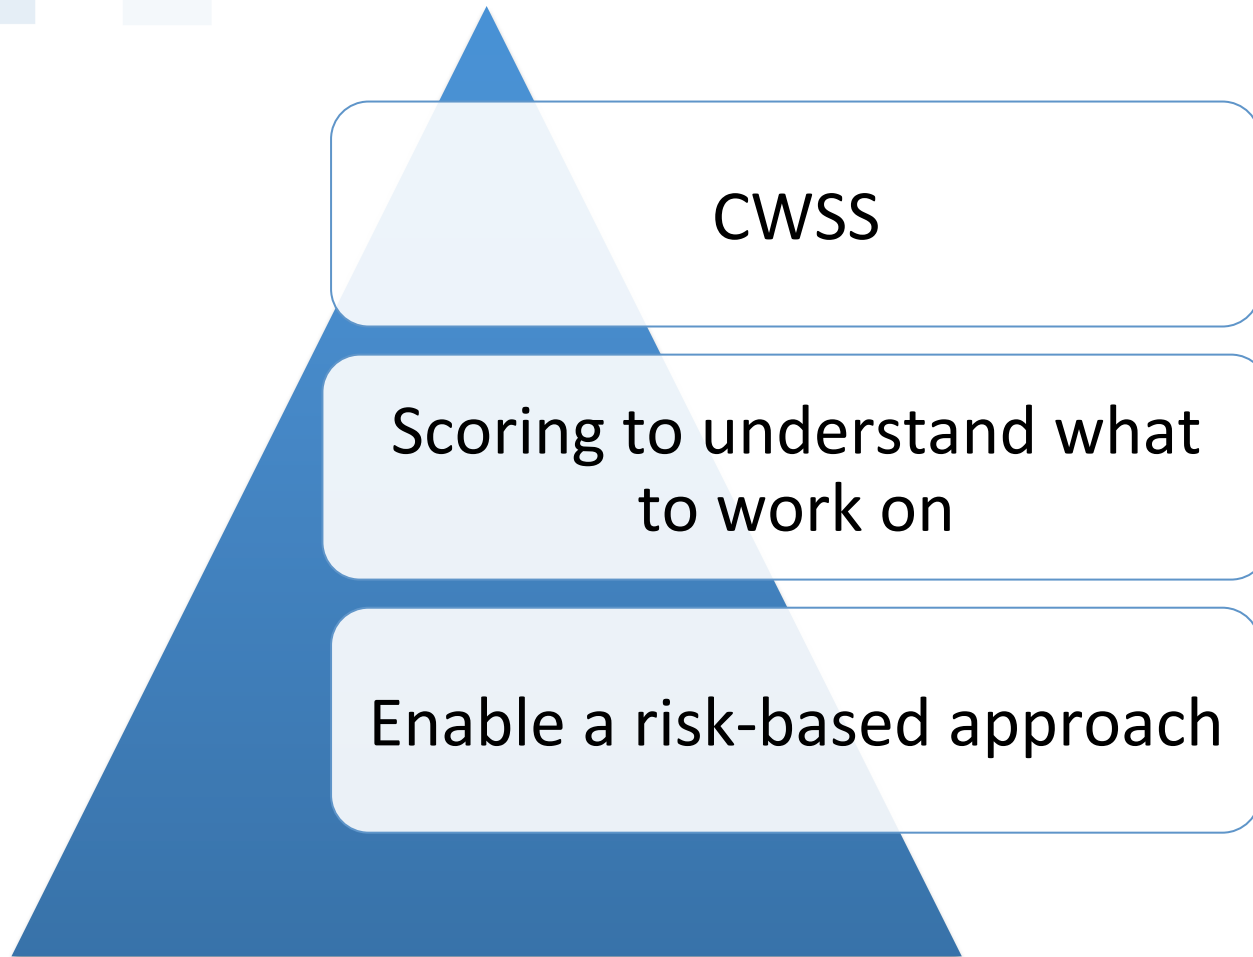 CWSS
Scoring to understand what
to work on
Enable a risk-based approach